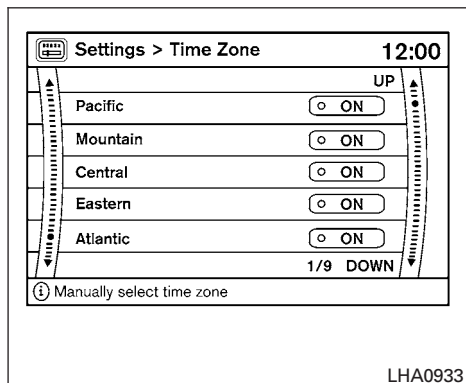 Settings > Time Zone 12:00
UP
Pacific ON
Mountain ON
Central ON
Eastern ON
Atlantic ON
1/9 DOWN
i Manually select time zone
LHA0933